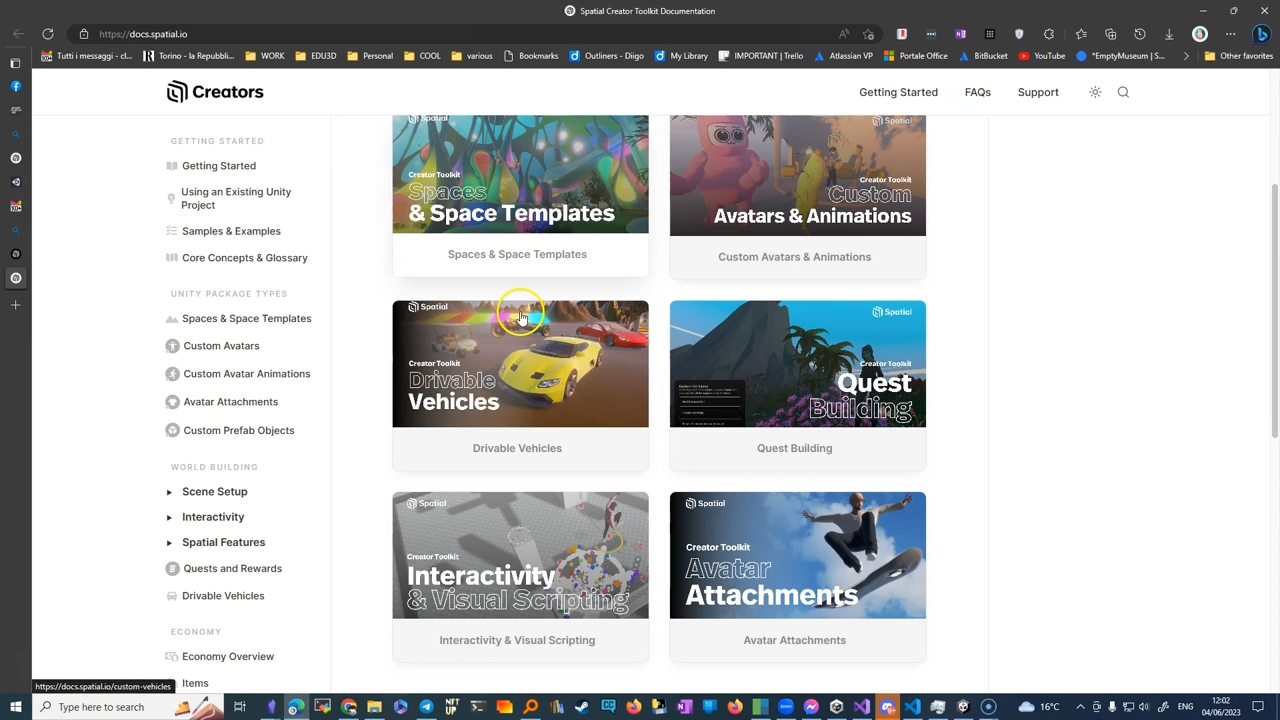 Spatial Creator Toolkit Documentation
https://docs.spatial.io
Tutti i messaggi - cl...
Torino - la Repubbli...
WORK
EDU3D
Personal
COOL
various
Bookmarks
Outliners - Diigo
My Library
IMPORTANT | Trello
Atlassian VP
Portale Office
BitBucket
YouTube
*EmptyMuseum | S...
Other favorites
Creators
Getting Started
FAQs
Support
GETTING STARTED
Getting Started
Using an Existing Unity
Project
Samples & Examples
Core Concepts & Glossary
UNITY PACKAGE TYPES
Spaces & Space Templates
Custom Avatars
Custom Avatar Animations
Avatar Attachments
Custom Prefab Objects
WORLD BUILDING
Scene Setup
Interactivity
Spatial Features
Quests and Rewards
Drivable Vehicles
ECONOMY
Economy Overview
Items
Spatial
Creator Toolkit
Spaces
& Space Templates
Spaces & Space Templates
Spatial
Creator Toolkit
Custom
Avatars & Animations
Custom Avatars & Animations
Spatial
Creator Toolkit
Drivable
Vehicles
Drivable Vehicles
Spatial
Creator Toolkit
Quest
Building
Quest Building
Spatial
Creator Toolkit
Interactivity
& Visual Scripting
Interactivity & Visual Scripting
Spatial
Creator Toolkit
Avatar
Attachments
Avatar Attachments
https://docs.spatial.io/custom-vehicles
Type here to search
16°C
ENG
12:02
04/06/2023